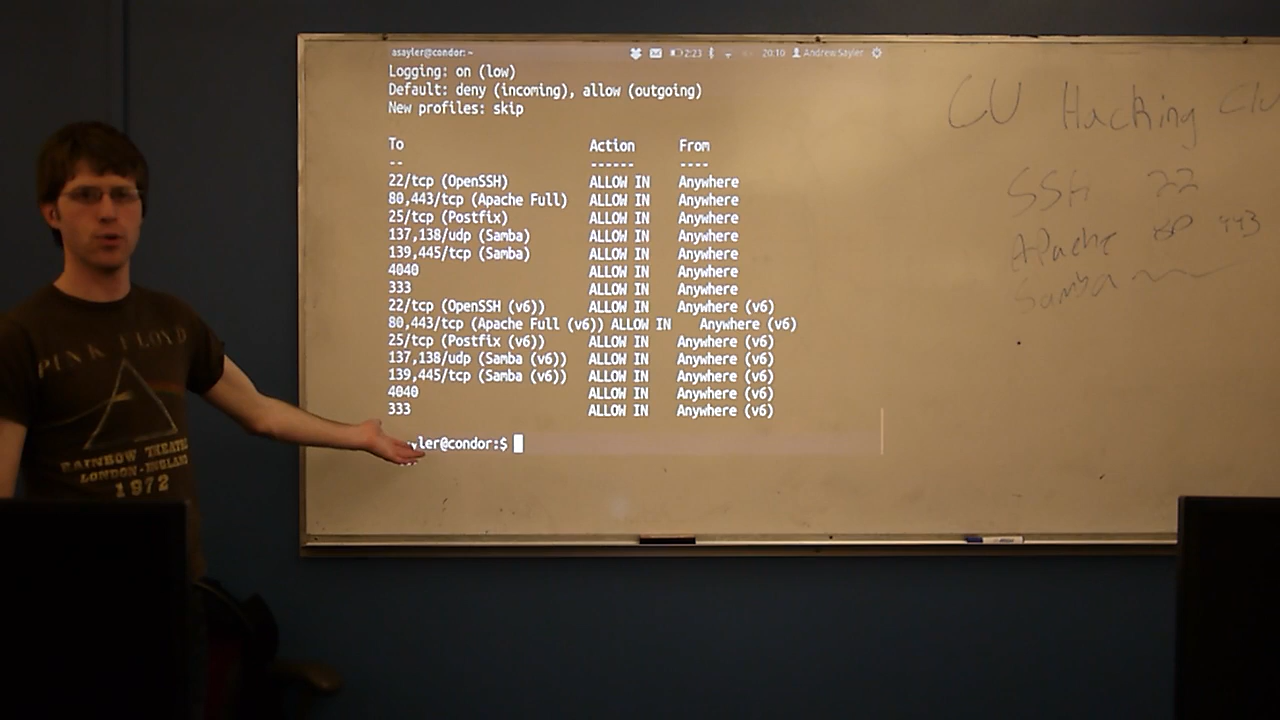 asayler@condor: ~ 2:23 20:10 Andrew Sayler
Logging: on (low)
Default: deny (incoming), allow (outgoing)
New profiles: skip
To Action From
-- ------ ----
22/tcp (OpenSSH) ALLOW IN Anywhere
80,443/tcp (Apache Full) ALLOW IN Anywhere
25/tcp (Postfix) ALLOW IN Anywhere
137,138/udp (Samba) ALLOW IN Anywhere
139,445/tcp (Samba) ALLOW IN Anywhere
4040 ALLOW IN Anywhere
333 ALLOW IN Anywhere
22/tcp (OpenSSH (v6)) ALLOW IN Anywhere (v6)
80,443/tcp (Apache Full (v6)) ALLOW IN Anywhere (v6)
25/tcp (Postfix (v6)) ALLOW IN Anywhere (v6)
137,138/udp (Samba (v6)) ALLOW IN Anywhere (v6)
139,445/tcp (Samba (v6)) ALLOW IN Anywhere (v6)
4040 ALLOW IN Anywhere (v6)
333 ALLOW IN Anywhere (v6)
yler@condor:$
CU Hacking Clu
SSH 22
Apache 80 443
Samba
PINK FLOYD
RAINBOW THEATRE
LONDON-ENGLAND
1972